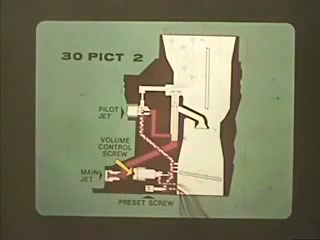 30 PICT 2
PILOT
JET
VOLUME
CONTROL
SCREW
MAIN
JET
PRESET SCREW